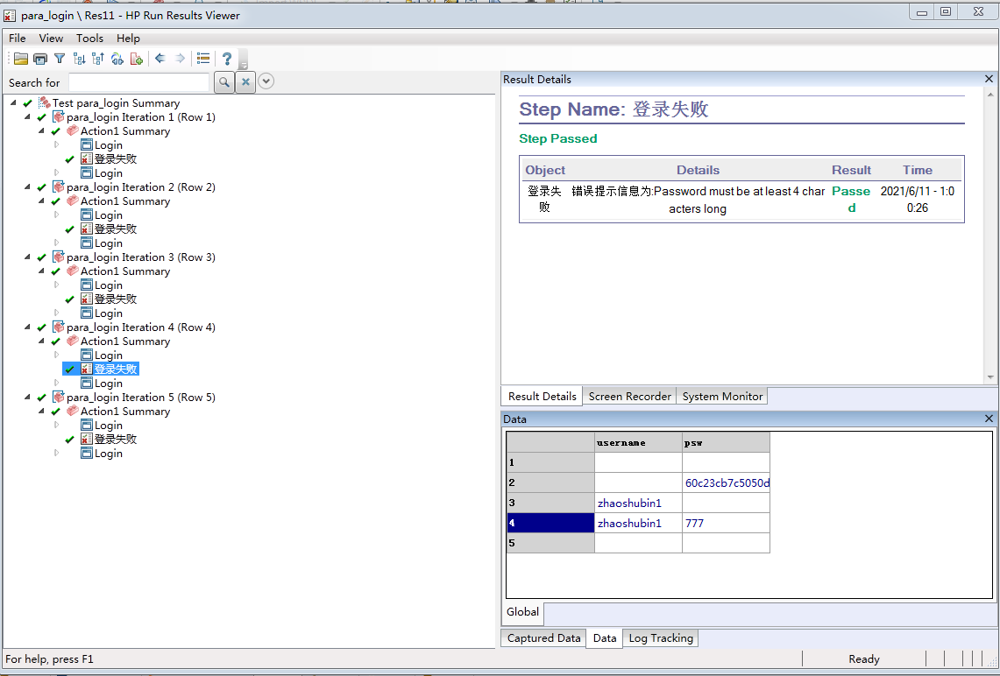 para_login \ Res11 - HP Run Results Viewer
File View Tools Help
Search for
Test para_login Summary
para_login Iteration 1 (Row 1)
Action1 Summary
Login
登录失败
Login
para_login Iteration 2 (Row 2)
Action1 Summary
Login
登录失败
Login
para_login Iteration 3 (Row 3)
Action1 Summary
Login
登录失败
Login
para_login Iteration 4 (Row 4)
Action1 Summary
Login
登录失败
Login
para_login Iteration 5 (Row 5)
Action1 Summary
Login
登录失败
Login
Result Details
Step Name: 登录失败
Step Passed
Object Details Result Time
登录失 错误提示信息为:Password must be at least 4 char Passe 2021/6/11 - 1:0
败 acters long d 0:26
Result Details Screen Recorder System Monitor
Data
username psw
1
2 60c23cb7c5050d
3 zhaoshubin1
4 zhaoshubin1 777
5
Global
Captured Data Data Log Tracking
For help, press F1 Ready